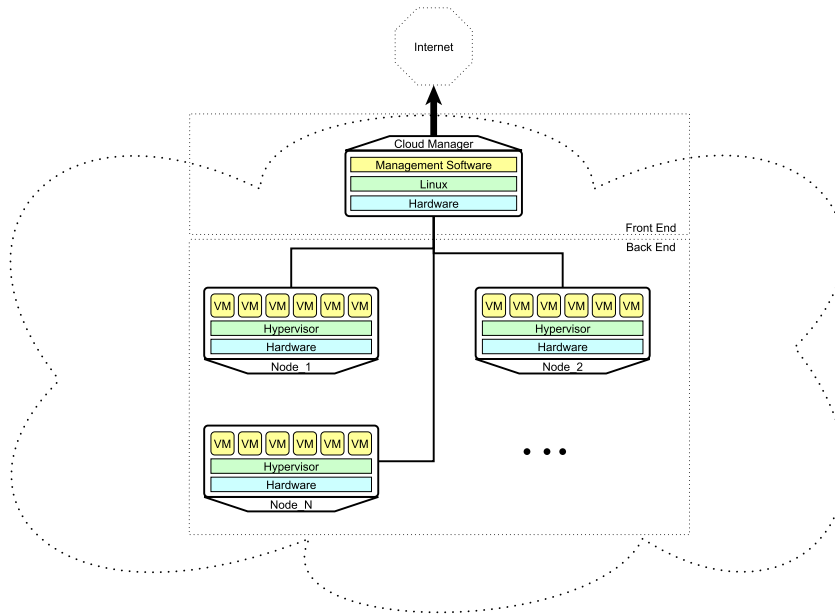 Internet
Cloud Manager
Management Software
Linux
Hardware
Front End
Back End
VM VM VM VM VM VM
Hypervisor
Hardware
Node_1
VM VM VM VM VM VM
Hypervisor
Hardware
Node_2
VM VM VM VM VM VM
Hypervisor
Hardware
Node_N